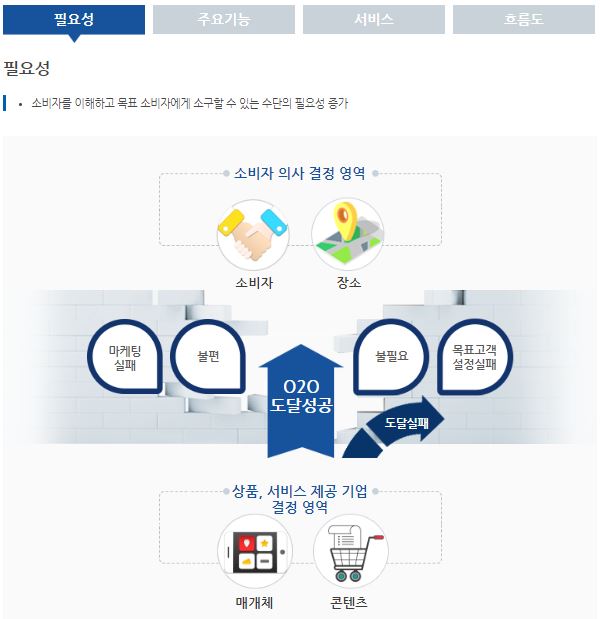 필요성
주요기능
서비스
흐름도
필요성
소비자를 이해하고 목표 소비자에게 소구할 수 있는 수단의 필요성 증가
소비자 의사 결정 영역
소비자
장소
마케팅
실패
불편
O2O
도달성공
불필요
목표고객
설정실패
도달실패
상품, 서비스 제공 기업
결정 영역
매개체
콘텐츠